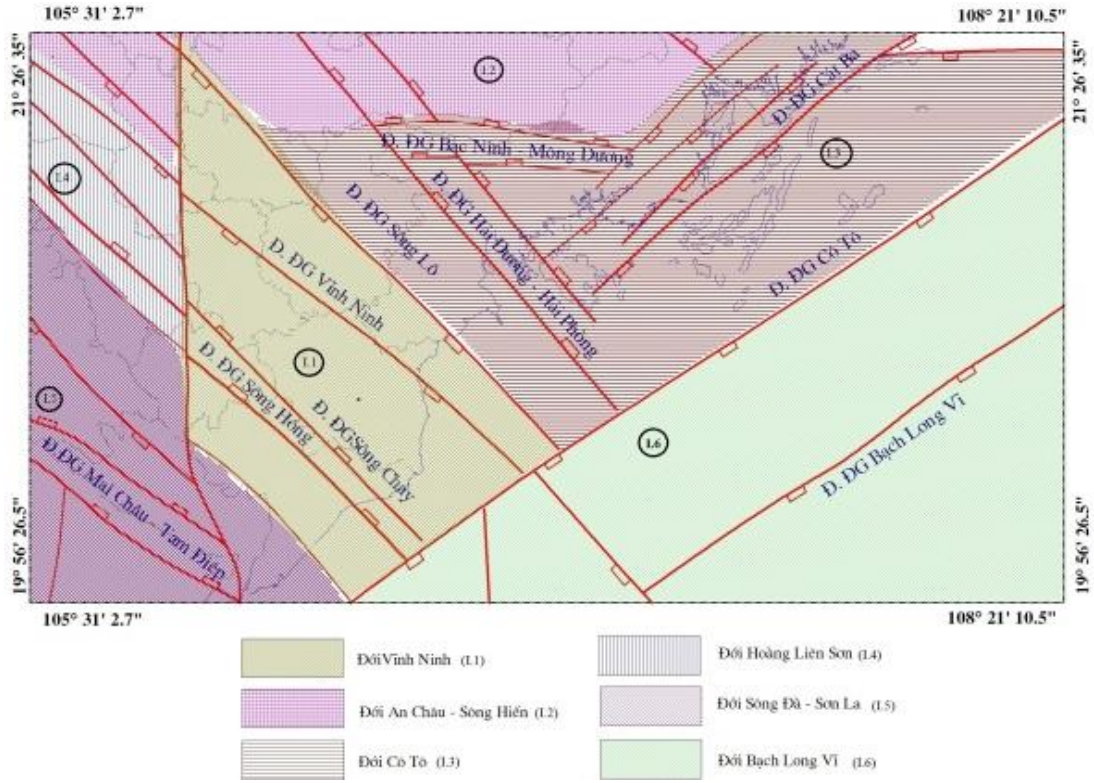 105° 31' 2.7"
108° 21' 10.5"
21° 26' 35"
21° 26' 35"
I.2
Đ. ĐG Cát Bà
Đ. ĐG Bắc Ninh - Mông Dương
I.3
I.4
Đ. ĐG Sông Lô
Đ. ĐG Hải Dương - Hải Phòng
Đ. ĐG Cô Tô
Đ. ĐG Vĩnh Ninh
I.1
Đ. ĐG Sông Hồng
Đ. ĐGSông Chảy
I.5
I.6
Đ. ĐG Bạch Long Vĩ
Đ.ĐG Mai Châu - Tam Điệp
19° 56' 26.5"
19° 56' 26.5"
105° 31' 2.7"
108° 21' 10.5"
ĐớiVĩnh Ninh (I.1)
Đới Hoàng Liên Sơn (I.4)
Đới An Châu - Sông Hiến (I.2)
Đới Sông Đà - Sơn La (I.5)
Đới Cô Tô (I.3)
Đới Bạch Long Vĩ (I.6)